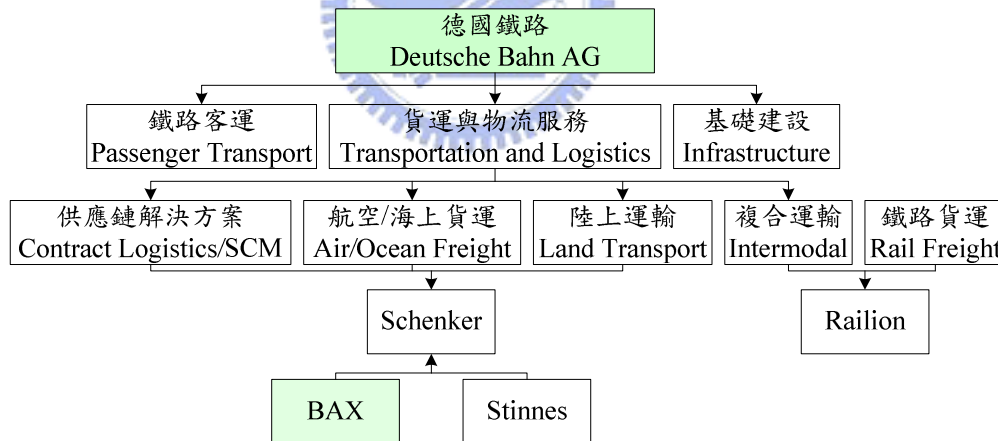 德國鐵路
Deutsche Bahn AG
鐵路客運
Passenger Transport
貨運與物流服務
Transportation and Logistics
基礎建設
Infrastructure
供應鏈解決方案
Contract Logistics/SCM
航空/海上貨運
Air/Ocean Freight
陸上運輸
Land Transport
複合運輸
Intermodal
鐵路貨運
Rail Freight
Schenker
Railion
BAX
Stinnes